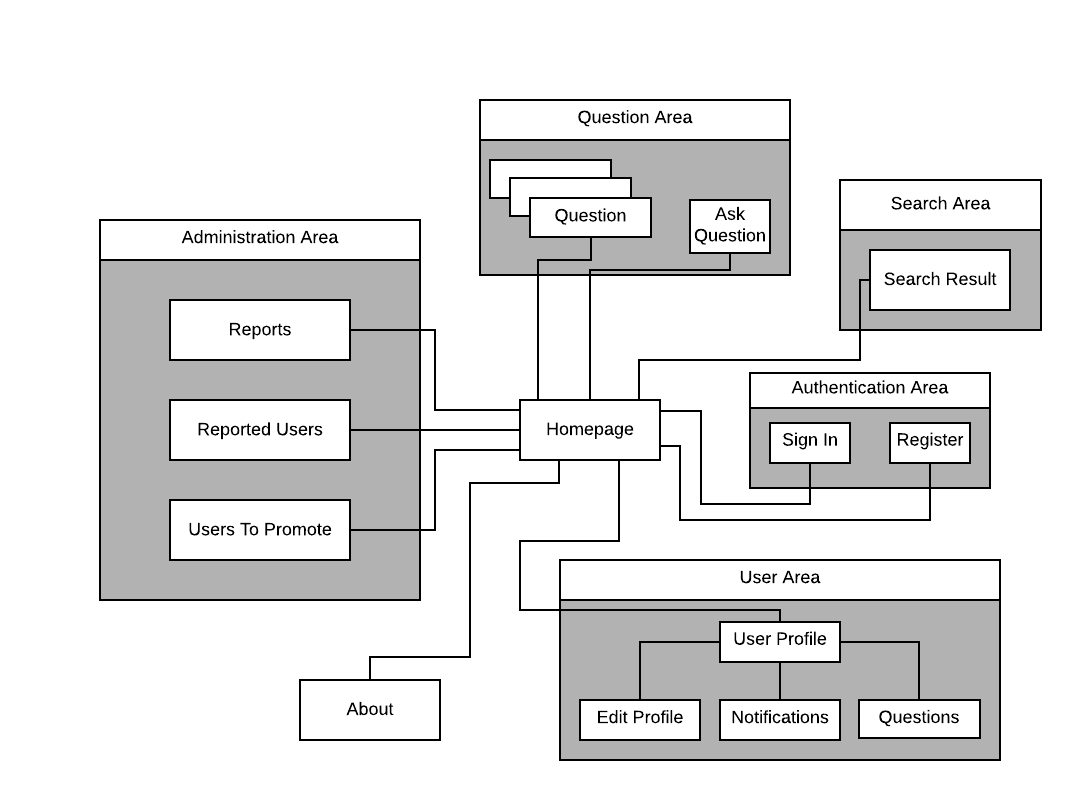 Question Area
Question
Ask
Question
Search Area
Search Result
Administration Area
Reports
Reported Users
Users To Promote
Homepage
Authentication Area
Sign In
Register
User Area
User Profile
Edit Profile
Notifications
Questions
About